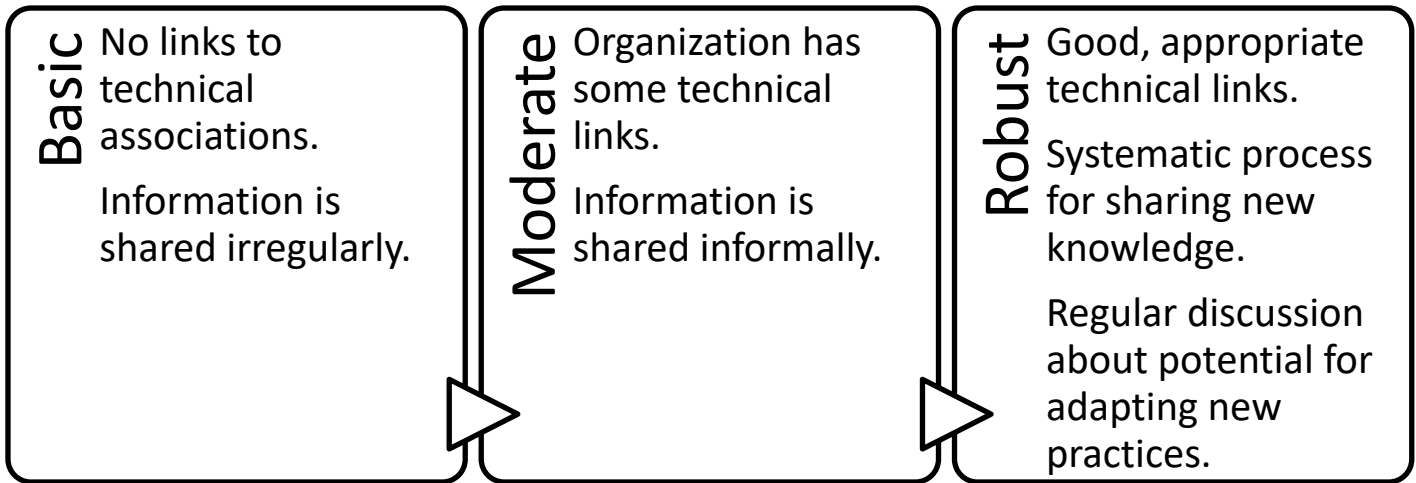 Basic
No links to
technical
associations.
Information is
shared irregularly.
Moderate
Organization has
some technical
links.
Information is
shared informally.
Robust
Good, appropriate
technical links.
Systematic process
for sharing new
knowledge.
Regular discussion
about potential for
adapting new
practices.